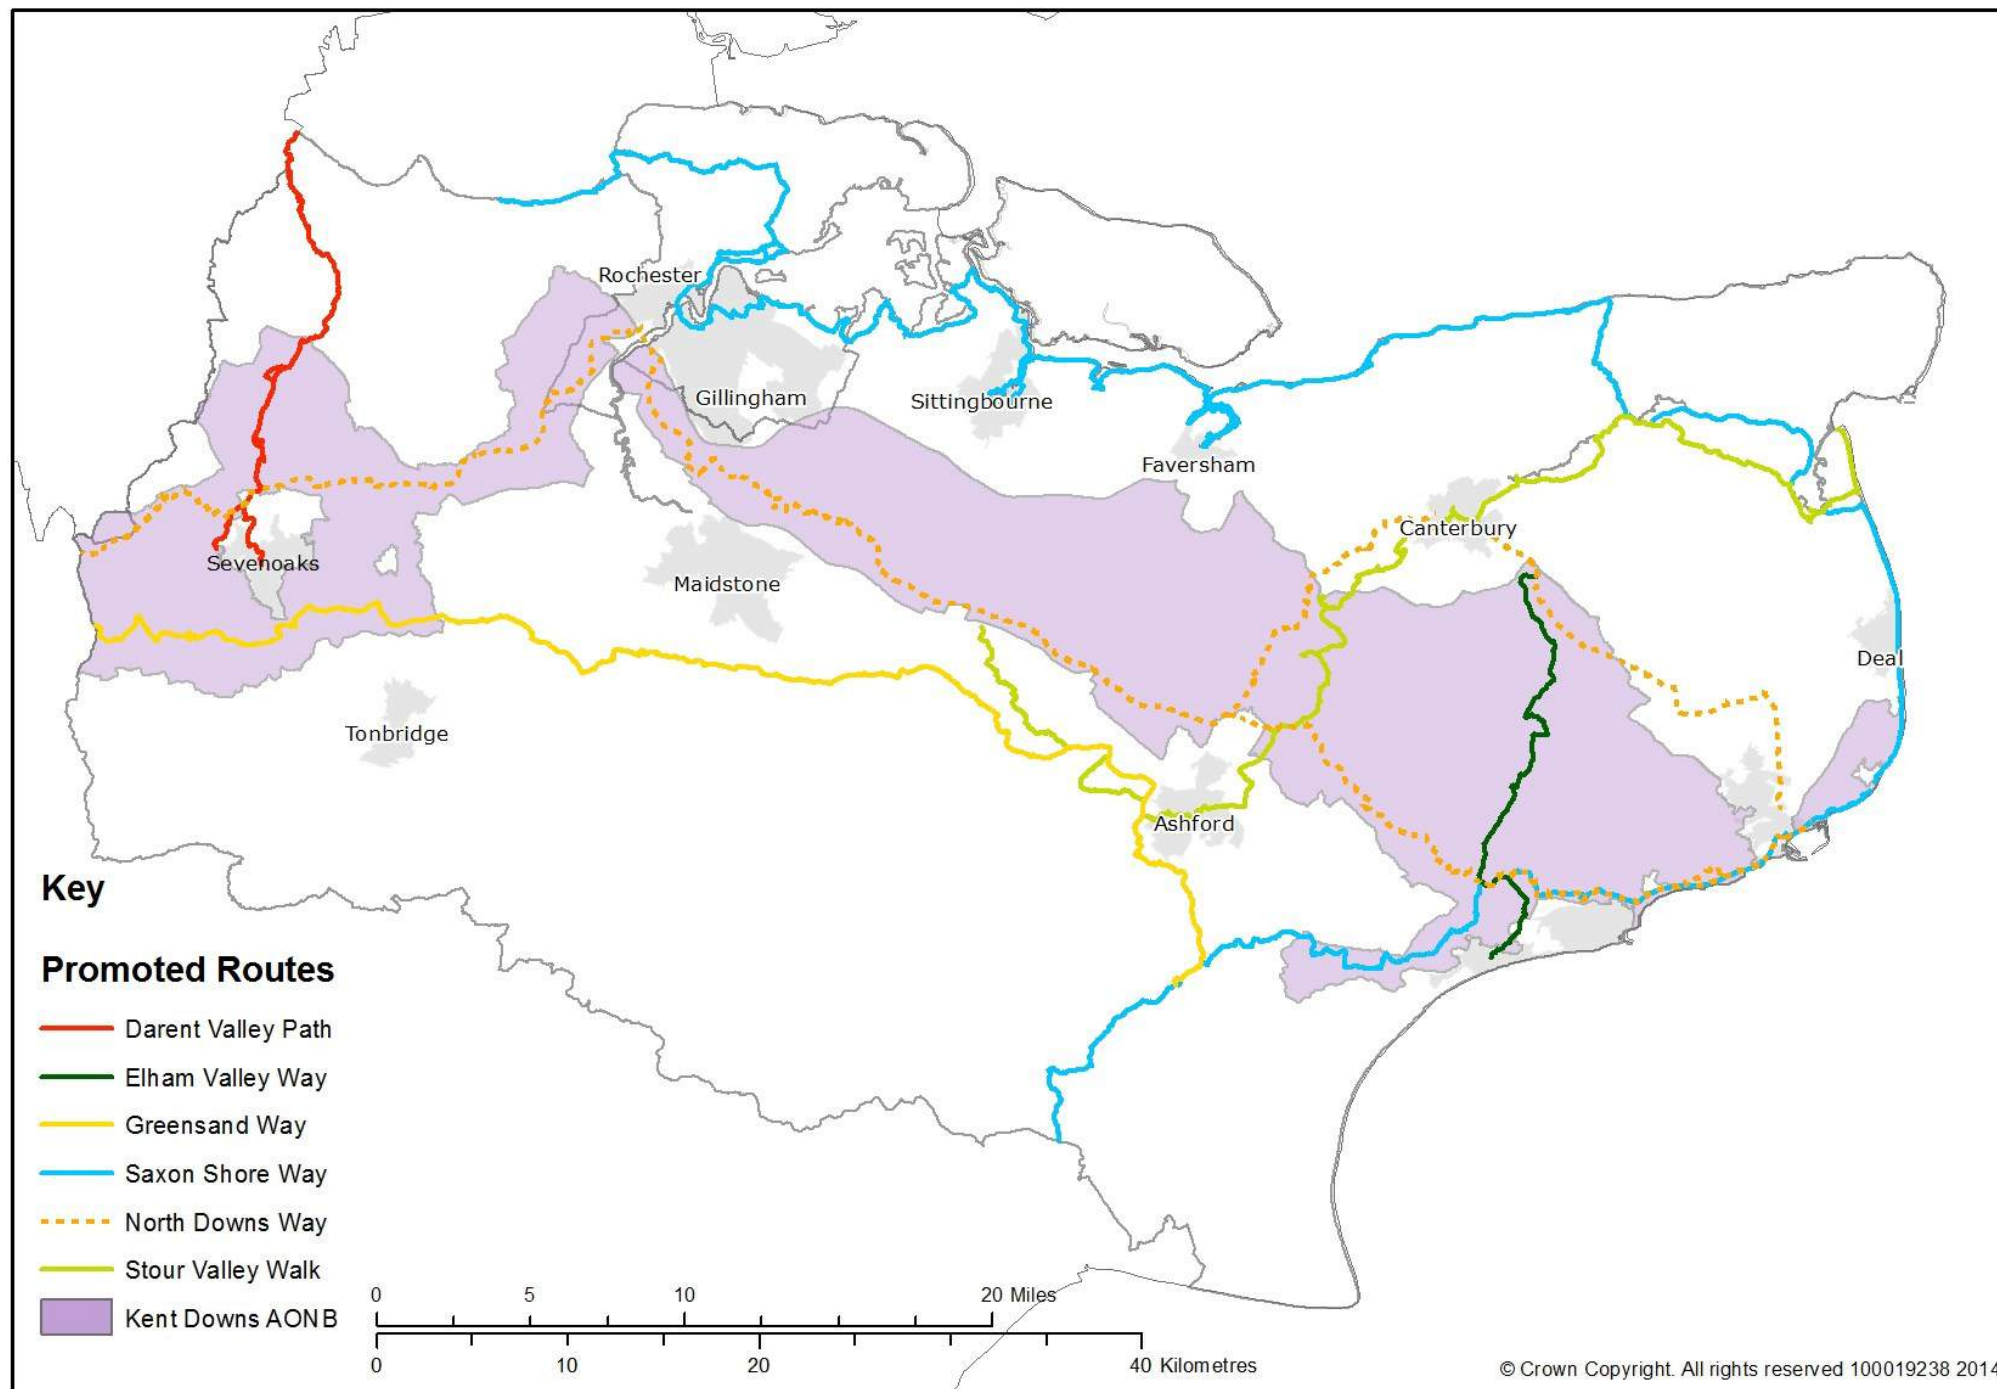 Rochester
Gillingham
Sittingbourne
Faversham
Canterbury
Sevenoaks
Maidstone
Deal
Tonbridge
Ashford
Key
Promoted Routes
Darent Valley Path
Elham Valley Way
Greensand Way
Saxon Shore Way
North Downs Way
Stour Valley Walk
Kent Downs AONB
0 5 10 20 Miles
0 10 20 40 Kilometres
© Crown Copyright. All rights reserved 100019238 2014